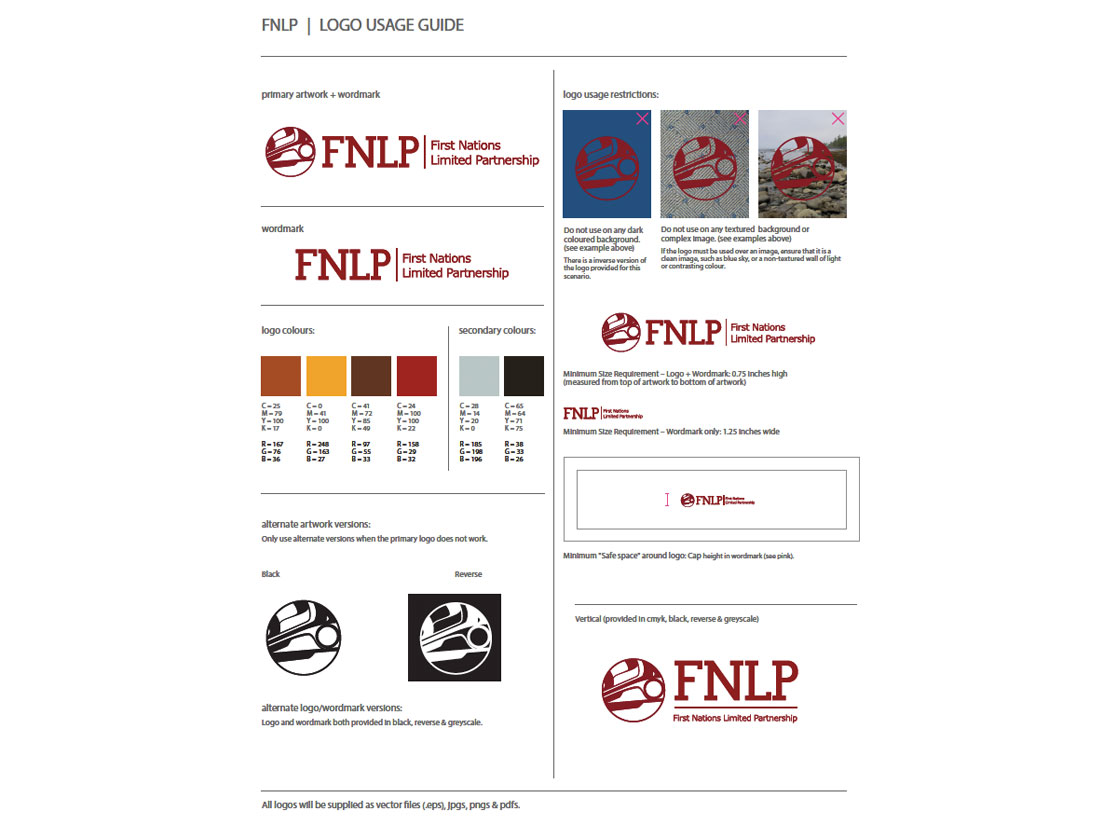 FNLP | LOGO USAGE GUIDE
primary artwork + wordmark
FNLP | First Nations
Limited Partnership
wordmark
FNLP | First Nations
Limited Partnership
logo colours:
C = 25
M = 79
Y = 100
K = 17
R = 167
G = 76
B = 36
C = 0
M = 41
Y = 100
K = 0
R = 248
G = 163
B = 27
C = 41
M = 72
Y = 85
K = 49
R = 97
G = 55
B = 33
C = 24
M = 100
Y = 100
K = 22
R = 158
G = 29
B = 32
secondary colours:
C = 28
M = 14
Y = 20
K = 0
R = 185
G = 198
B = 196
C = 65
M = 64
Y = 71
K = 75
R = 38
G = 33
B = 26
alternate artwork versions:
Only use alternate versions when the primary logo does not work.
Black
Reverse
alternate logo/wordmark versions:
Logo and wordmark both provided in black, reverse & greyscale.
logo usage restrictions:
Do not use on any dark
coloured background.
(see example above)
There is a inverse version of
the logo provided for this
scenario.
Do not use on any textured background or
complex image. (see examples above)
If the logo must be used over an image, ensure that it is a
clean image, such as blue sky, or a non-textured wall of light
or contrasting colour.
FNLP | First Nations
Limited Partnership
Minimum Size Requirement – Logo + Wordmark: 0.75 inches high
(measured from top of artwork to bottom of artwork)
FNLP | First Nations
Limited Partnership
Minimum Size Requirement – Wordmark only: 1.25 inches wide
FNLP | First Nations
Limited Partnership
Minimum "Safe space" around logo: Cap height in wordmark (see pink).
Vertical (provided in cmyk, black, reverse & greyscale)
FNLP
First Nations Limited Partnership
All logos will be supplied as vector files (.eps), jpgs, pngs & pdfs.